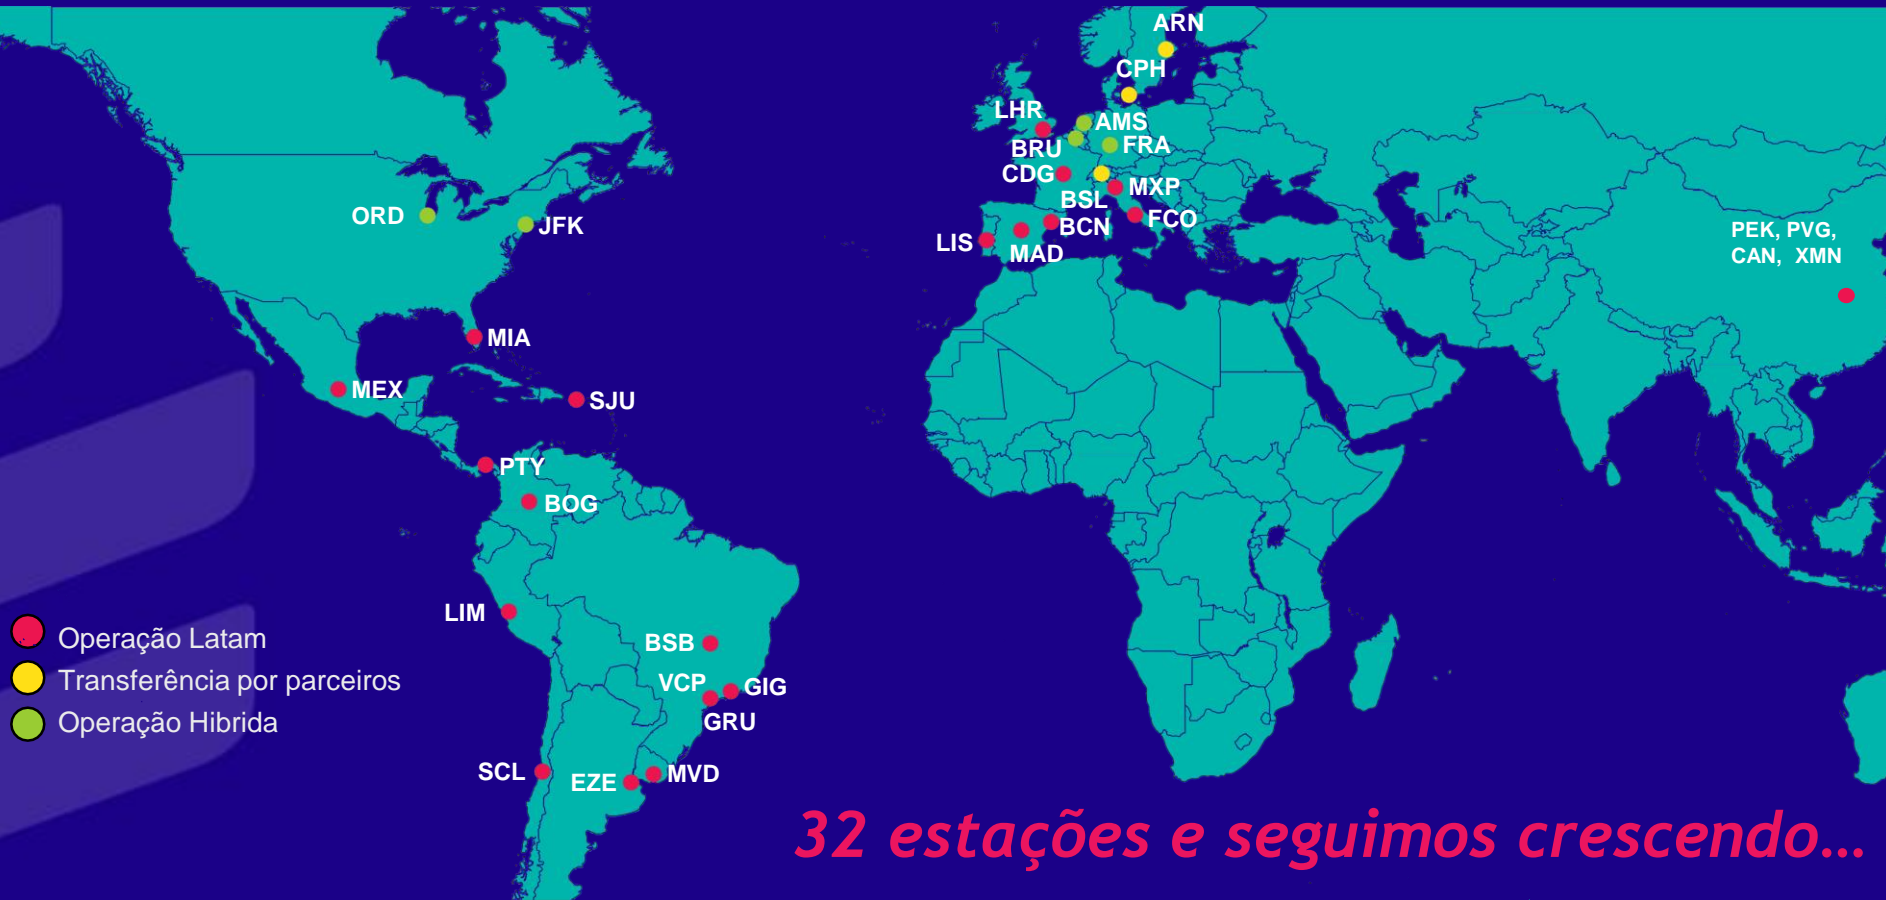 ARN
CPH
LHR
AMS
BRU
FRA
CDG
MXP
BSL
ORD
JFK
FCO
BCN
LIS
MAD
PEK, PVG,
CAN, XMN
MIA
MEX
SJU
PTY
BOG
LIM
BSB
VCP
GIG
GRU
SCL
EZE
MVD
Operação Latam
Transferência por parceiros
Operação Hibrida
32 estações e seguimos crescendo...